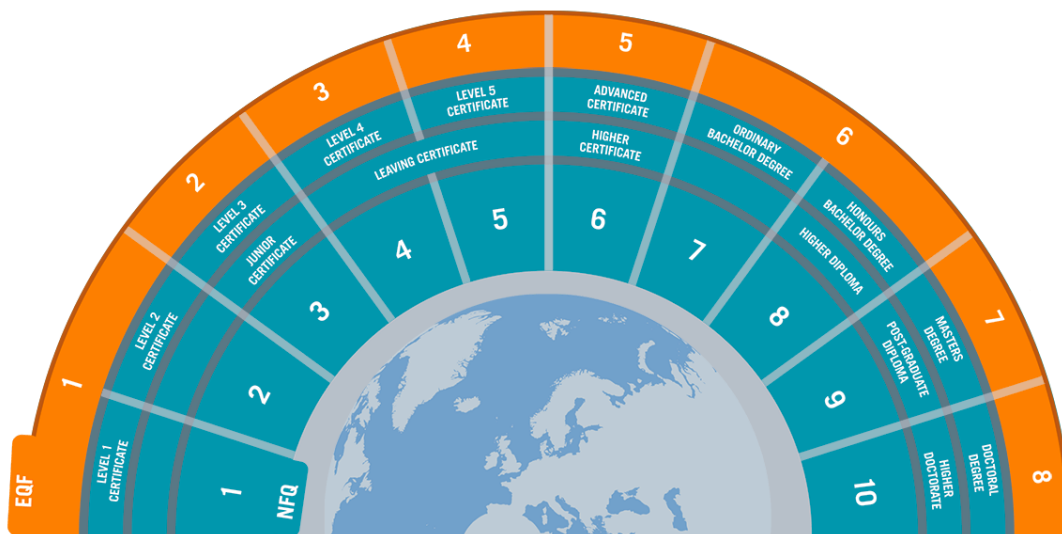 EQF
1
2
3
4
5
6
7
8
LEVEL 1
CERTIFICATE
LEVEL 2
CERTIFICATE
LEVEL 3
CERTIFICATE
LEVEL 4
CERTIFICATE
LEVEL 5
CERTIFICATE
ADVANCED
CERTIFICATE
ORDINARY
BACHELOR DEGREE
HONOURS
BACHELOR DEGREE
MASTERS
DEGREE
DOCTORAL
DEGREE
JUNIOR
CERTIFICATE
LEAVING CERTIFICATE
HIGHER
CERTIFICATE
HIGHER DIPLOMA
POST-GRADUATE
DIPLOMA
HIGHER
DOCTORATE
NFQ
1
2
3
4
5
6
7
8
9
10